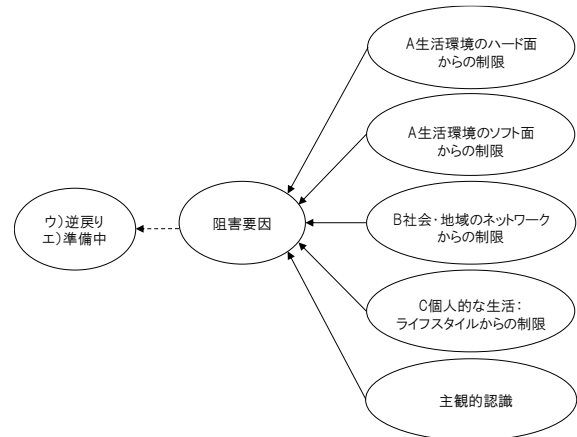 A生活環境のハード面
からの制限
A生活環境のソフト面
からの制限
ウ)逆戻り
エ)準備中
阻害要因
B社会・地域のネットワーク
からの制限
C個人的な生活：
ライフスタイルからの制限
主観的認識